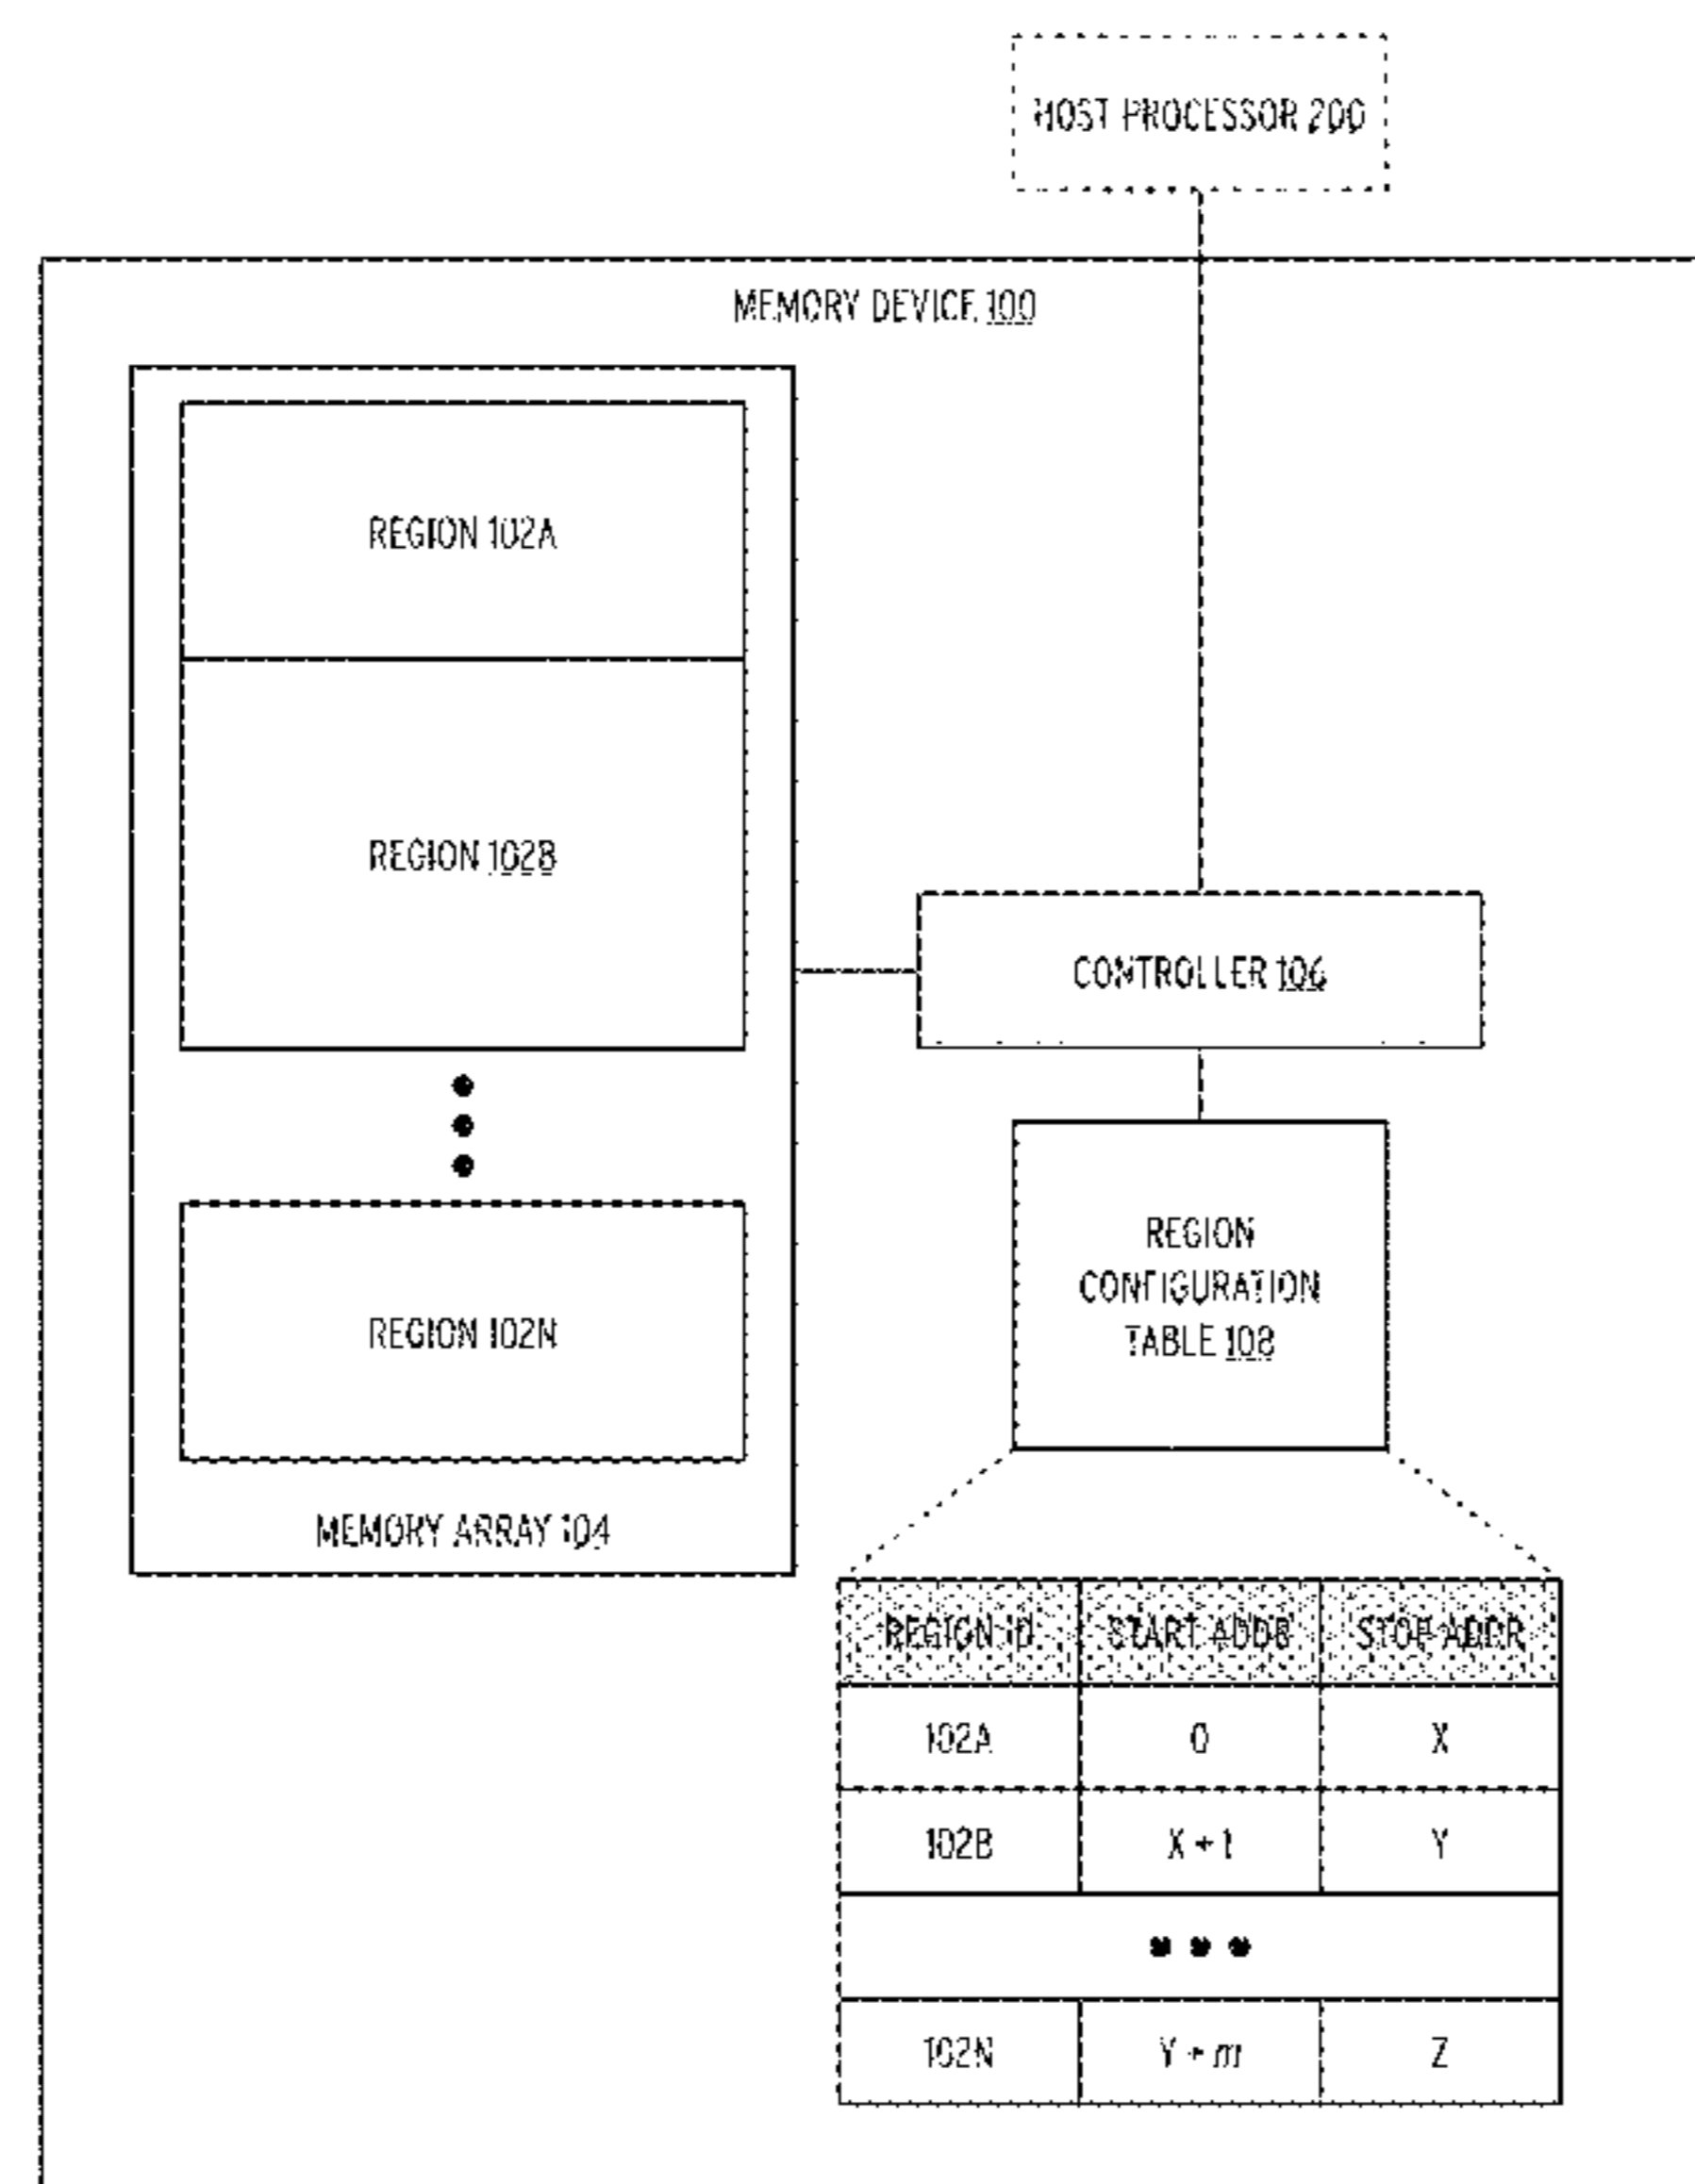 HOST PROCESSOR 200
MEMORY DEVICE 100
REGION 102A
REGION 102B
CONTROLLER 106
REGION
CONFIGURATION
TABLE 108
REGION 102N
MEMORY ARRAY 104
REGION ID START ADDR STOP ADDR
102A 0 X
102B X + 1 Y
102N Y + m Z